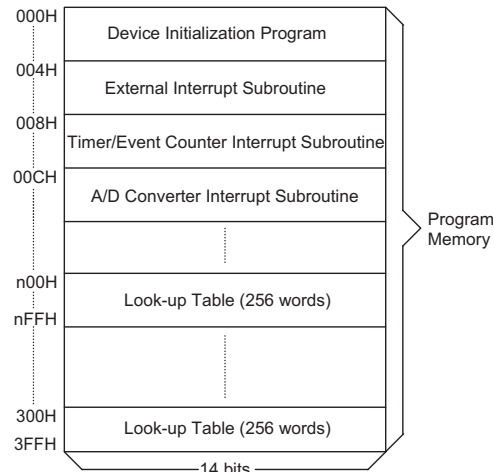 000H
Device Initialization Program
004H
External Interrupt Subroutine
008H
Timer/Event Counter Interrupt Subroutine
00CH
A/D Converter Interrupt Subroutine
Program
Memory
n00H
Look-up Table (256 words)
nFFH
300H
Look-up Table (256 words)
3FFH
14 bits